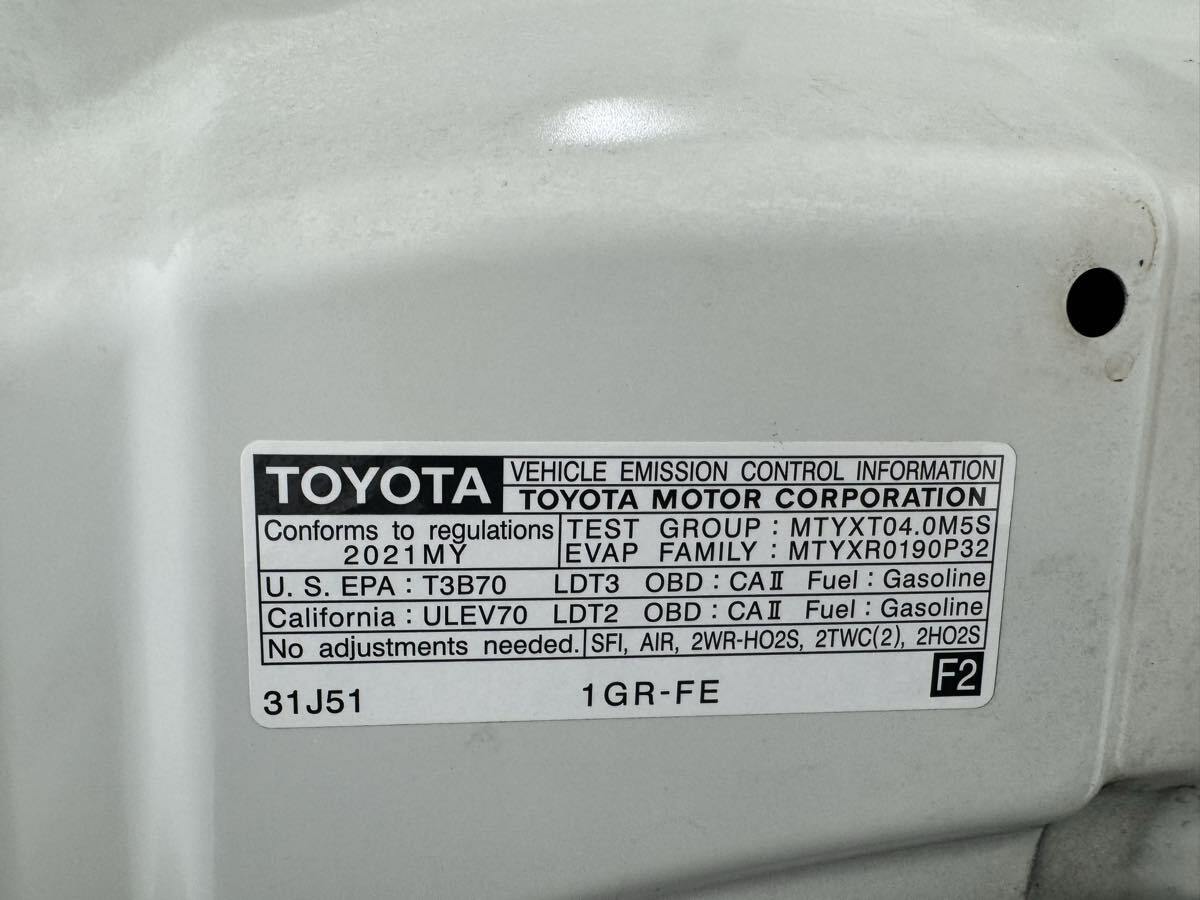 TOYOTA VEHICLE EMISSION CONTROL INFORMATION
TOYOTA MOTOR CORPORATION
Conforms to regulations
2021MY
TEST GROUP : MTYXT04.0M5S
EVAP FAMILY : MTYXR0190P32
U. S. EPA : T3B70 LDT3 OBD : CAⅡ Fuel : Gasoline
California : ULEV70 LDT2 OBD : CAⅡ Fuel : Gasoline
No adjustments needed. SFI, AIR, 2WR-HO2S, 2TWC(2), 2HO2S
31J51 1GR-FE F2